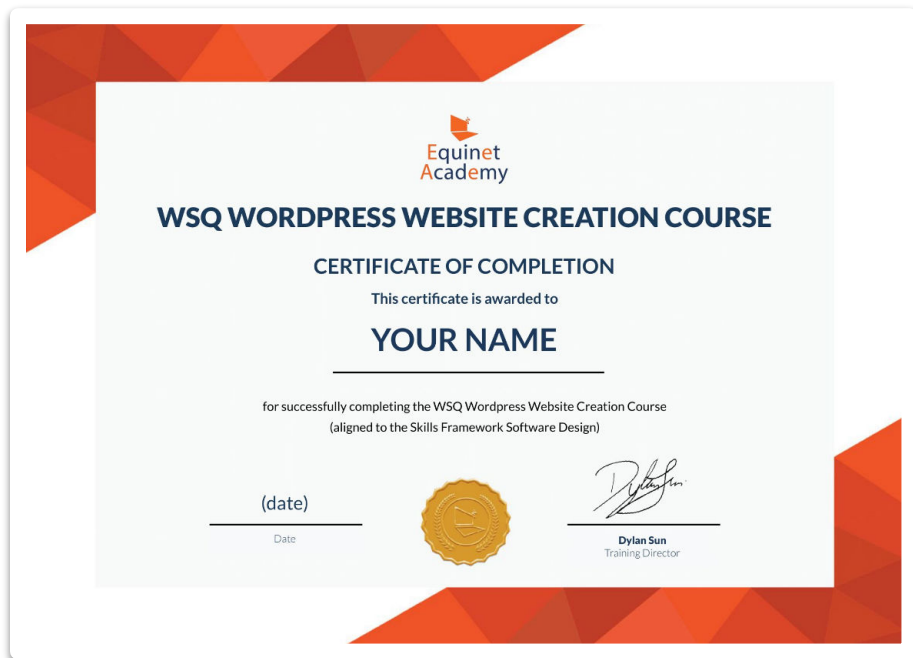 Equinet
Academy
WSQ WORDPRESS WEBSITE CREATION COURSE
CERTIFICATE OF COMPLETION
This certificate is awarded to
YOUR NAME
for successfully completing the WSQ Wordpress Website Creation Course
(aligned to the Skills Framework Software Design)
(date)
Date
Dylan Sun
Dylan Sun
Training Director